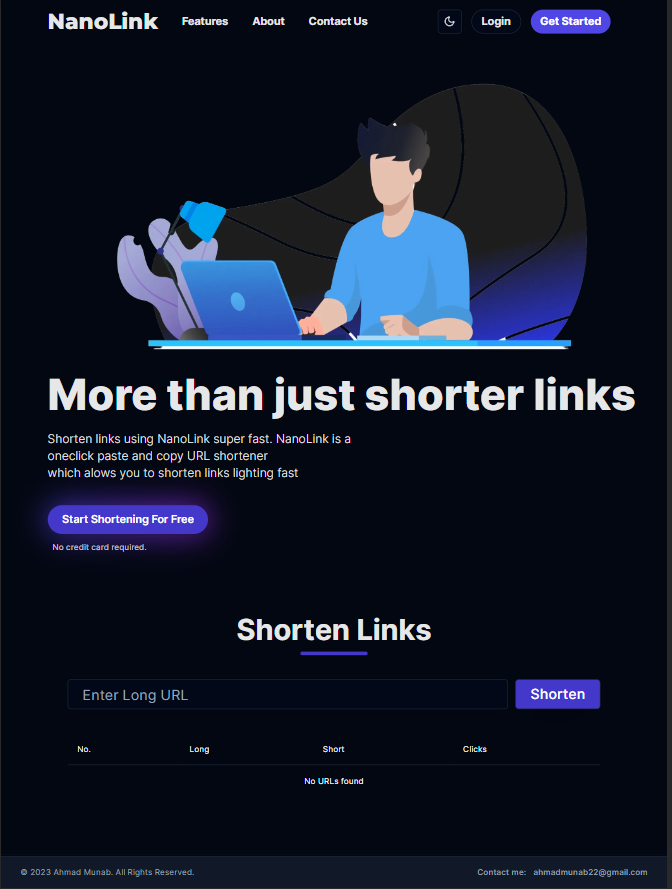 NanoLink Features About Contact Us Login Get Started
More than just shorter links
Shorten links using NanoLink super fast. NanoLink is a
oneclick paste and copy URL shortener
which alows you to shorten links lighting fast
Start Shortening For Free
No credit card required.
Shorten Links
Enter Long URL Shorten
No. Long Short Clicks
No URLs found
© 2023 Ahmad Munab. All Rights Reserved. Contact me: ahmadmunab22@gmail.com